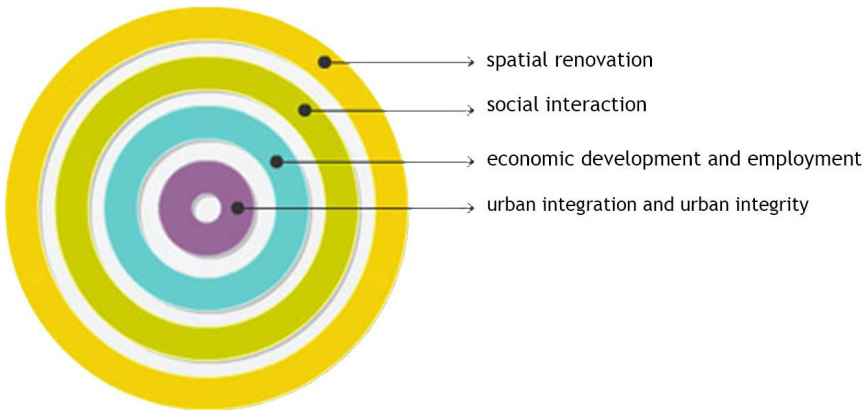 spatial renovation
social interaction
economic development and employment
urban integration and urban integrity